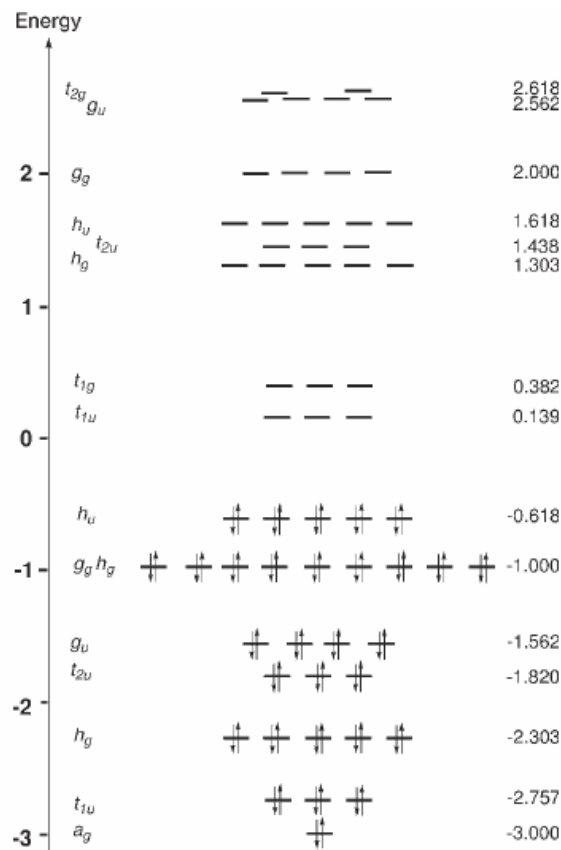 Energy
t2g 2.618
gu 2.562
2 gg 2.000
hu 1.618
t2u 1.438
hg 1.303
1
t1g 0.382
t1u 0.139
0
hu -0.618
-1 gg hg -1.000
gu -1.562
t2u -1.820
-2
hg -2.303
t1u -2.757
ag -3.000
-3